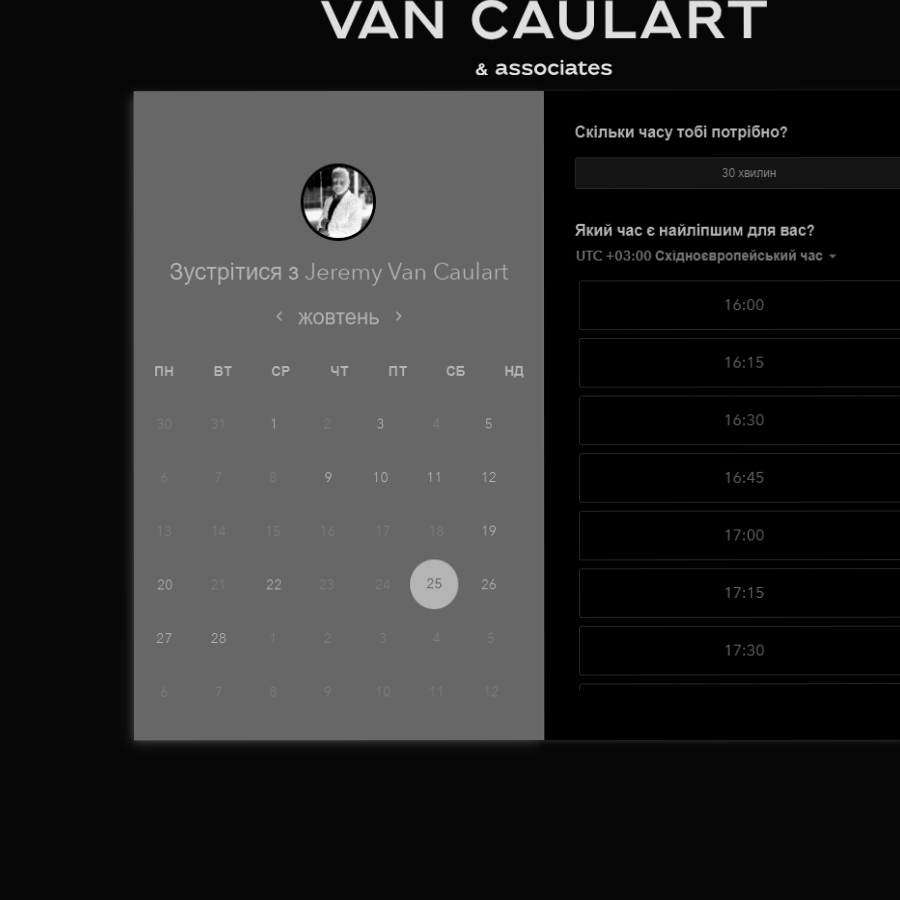 VAN CAULART
& associates
Зустрітися з Jeremy Van Caulart
жовтень
ПН ВТ СР ЧТ ПТ СБ НД
30 31 1 2 3 4 5
6 7 8 9 10 11 12
13 14 15 16 17 18 19
20 21 22 23 24 25 26
27 28 1 2 3 4 5
6 7 8 9 10 11 12
Скільки часу тобі потрібно?
30 хвилин
Який час є найліпшим для вас?
UTC +03:00 Східноєвропейський час
16:00
16:15
16:30
16:45
17:00
17:15
17:30